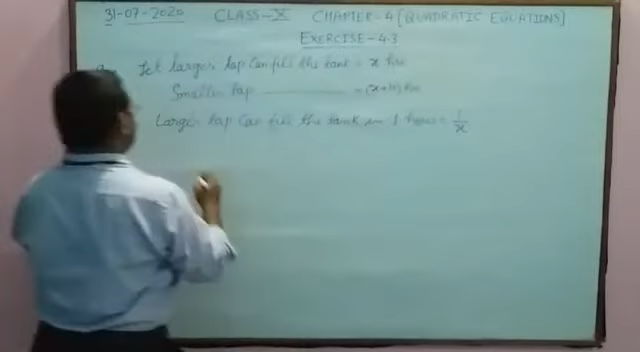 31-07-2020 CLASS-X CHAPTER-4 (QUADRATIC EQUATIONS)
EXERCISE-4.3
Let larger tap can fill the tank = x hrs
Smaller tap ———— = (x+10) hrs
Larger tap can fill the tank in 1 hour = 1/x